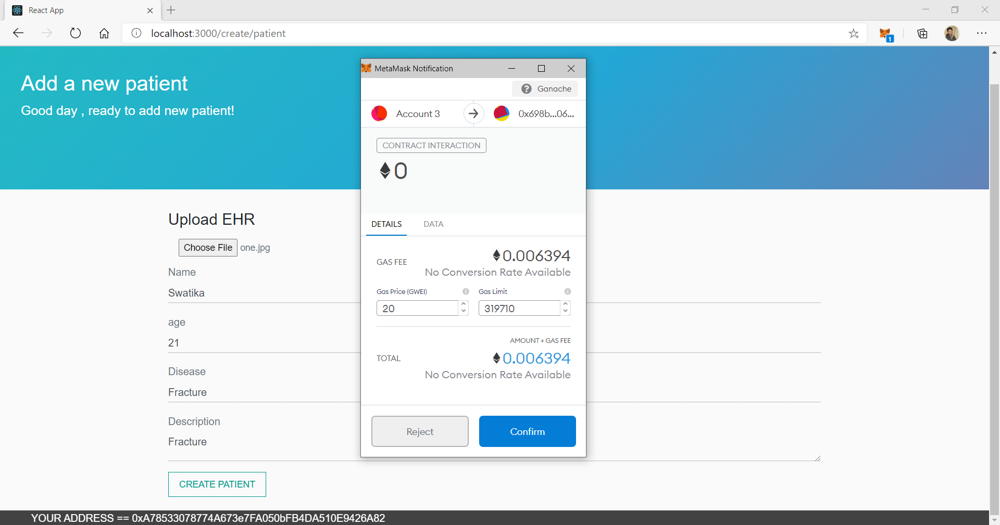 React App
localhost:3000/create/patient
1
Add a new patient
Good day , ready to add new patient!
MetaMask Notification
Ganache
Account 3
0x698b...06...
CONTRACT INTERACTION
0
DETAILS DATA
GAS FEE
0.006394
No Conversion Rate Available
Gas Price (GWEI) Gas Limit
20 319710
AMOUNT + GAS FEE
TOTAL
0.006394
No Conversion Rate Available
Reject Confirm
Upload EHR
Choose File one.jpg
Name
Swatika
age
21
Disease
Fracture
Description
Fracture
CREATE PATIENT
YOUR ADDRESS == 0xA78533078774A673e7FA050bFB4DA510E9426A82